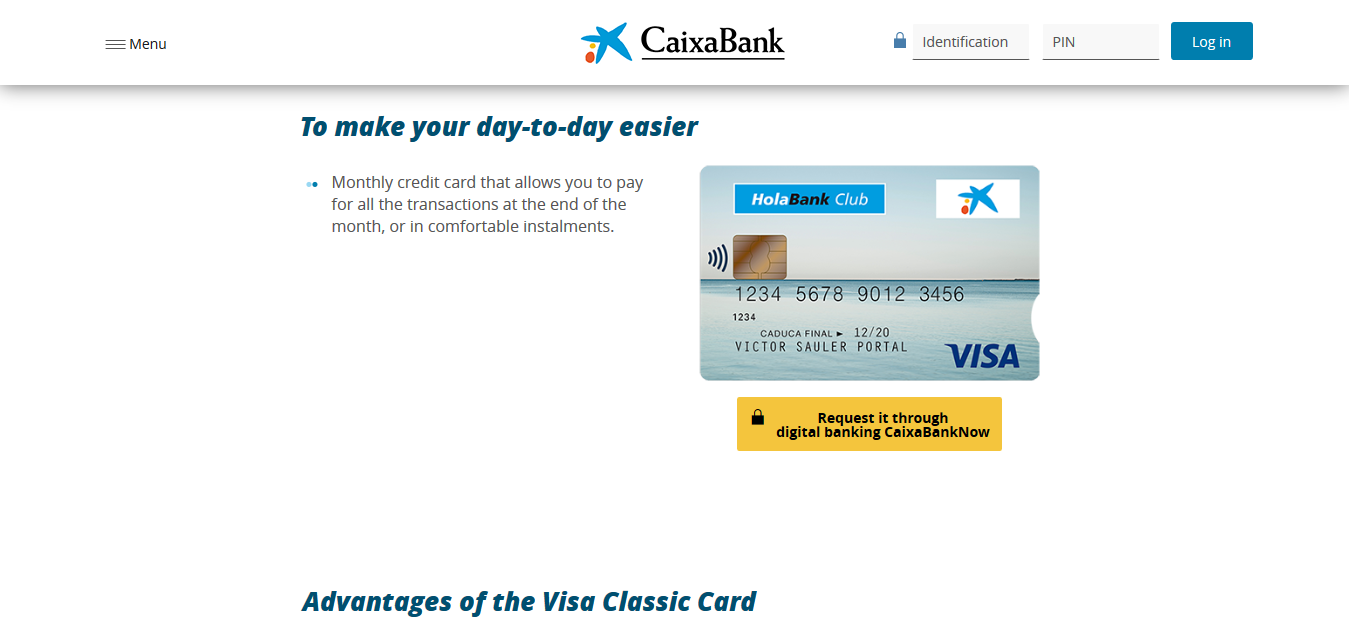 Menu
CaixaBank
Identification
PIN
Log in
To make your day-to-day easier
Monthly credit card that allows you to pay
for all the transactions at the end of the
month, or in comfortable instalments.
HolaBank Club
1234 5678 9012 3456
1234
CADUCA FINAL ► 12/20
VICTOR SAULER PORTAL
VISA
Request it through
digital banking CaixaBankNow
Advantages of the Visa Classic Card